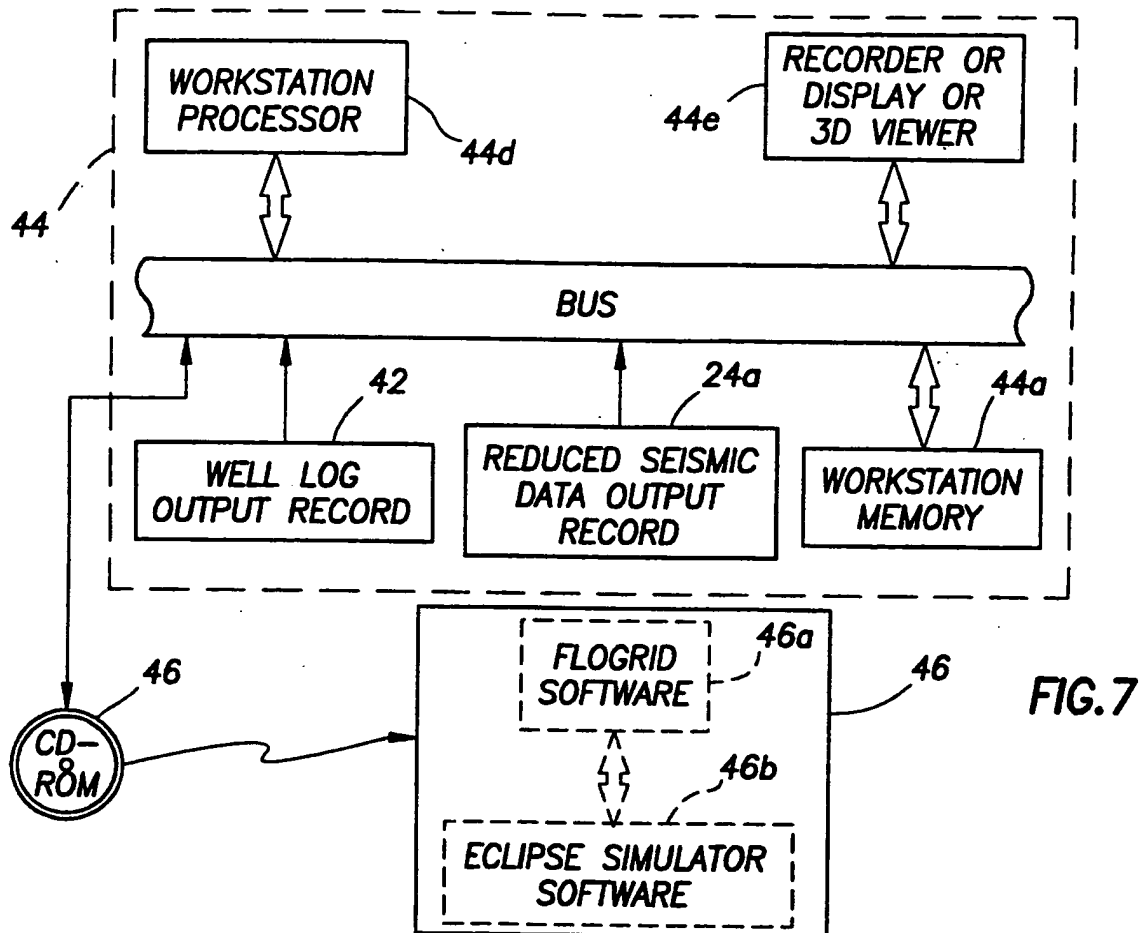 WORKSTATION
PROCESSOR
44d
RECORDER OR
DISPLAY OR
3D VIEWER
44e
44
BUS
42
24a
44a
WELL LOG
OUTPUT RECORD
REDUCED SEISMIC
DATA OUTPUT
RECORD
WORKSTATION
MEMORY
46
CD-
ROM
FLOGRID
SOFTWARE
46a
46
46b
ECLIPSE SIMULATOR
SOFTWARE
FIG.7